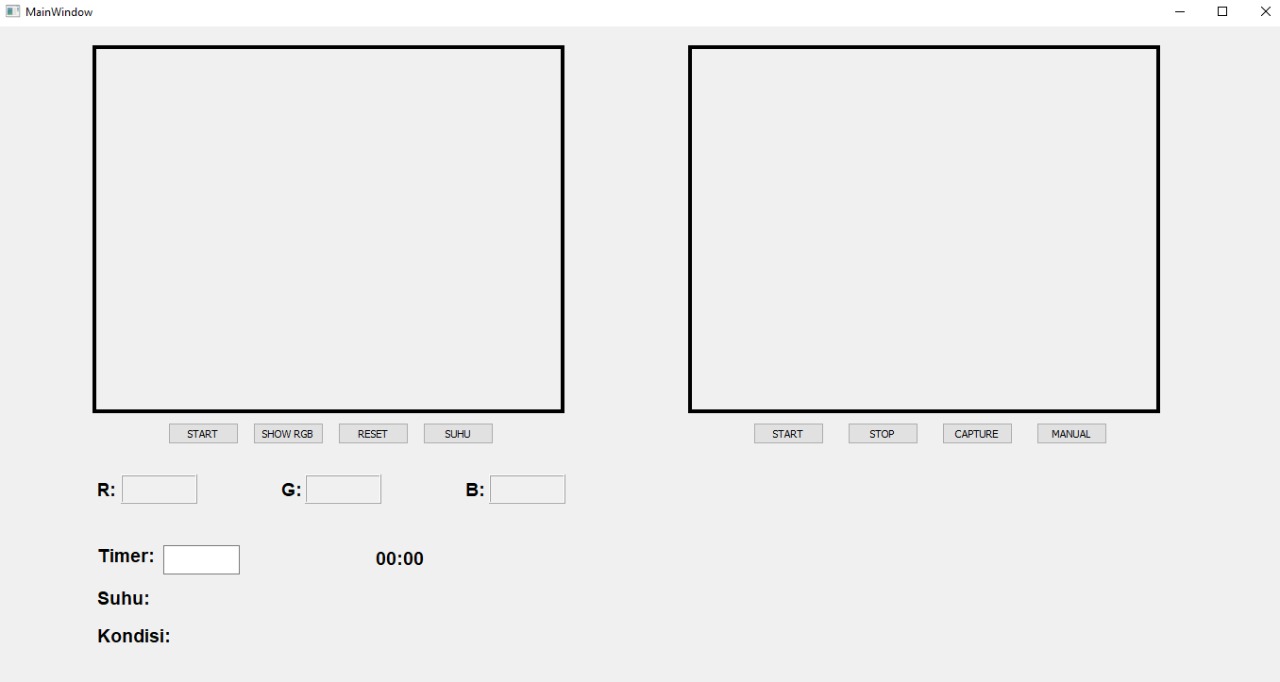 MainWindow
START SHOW RGB RESET SUHU
START STOP CAPTURE MANUAL
R: G: B:
Timer: 00:00
Suhu:
Kondisi: